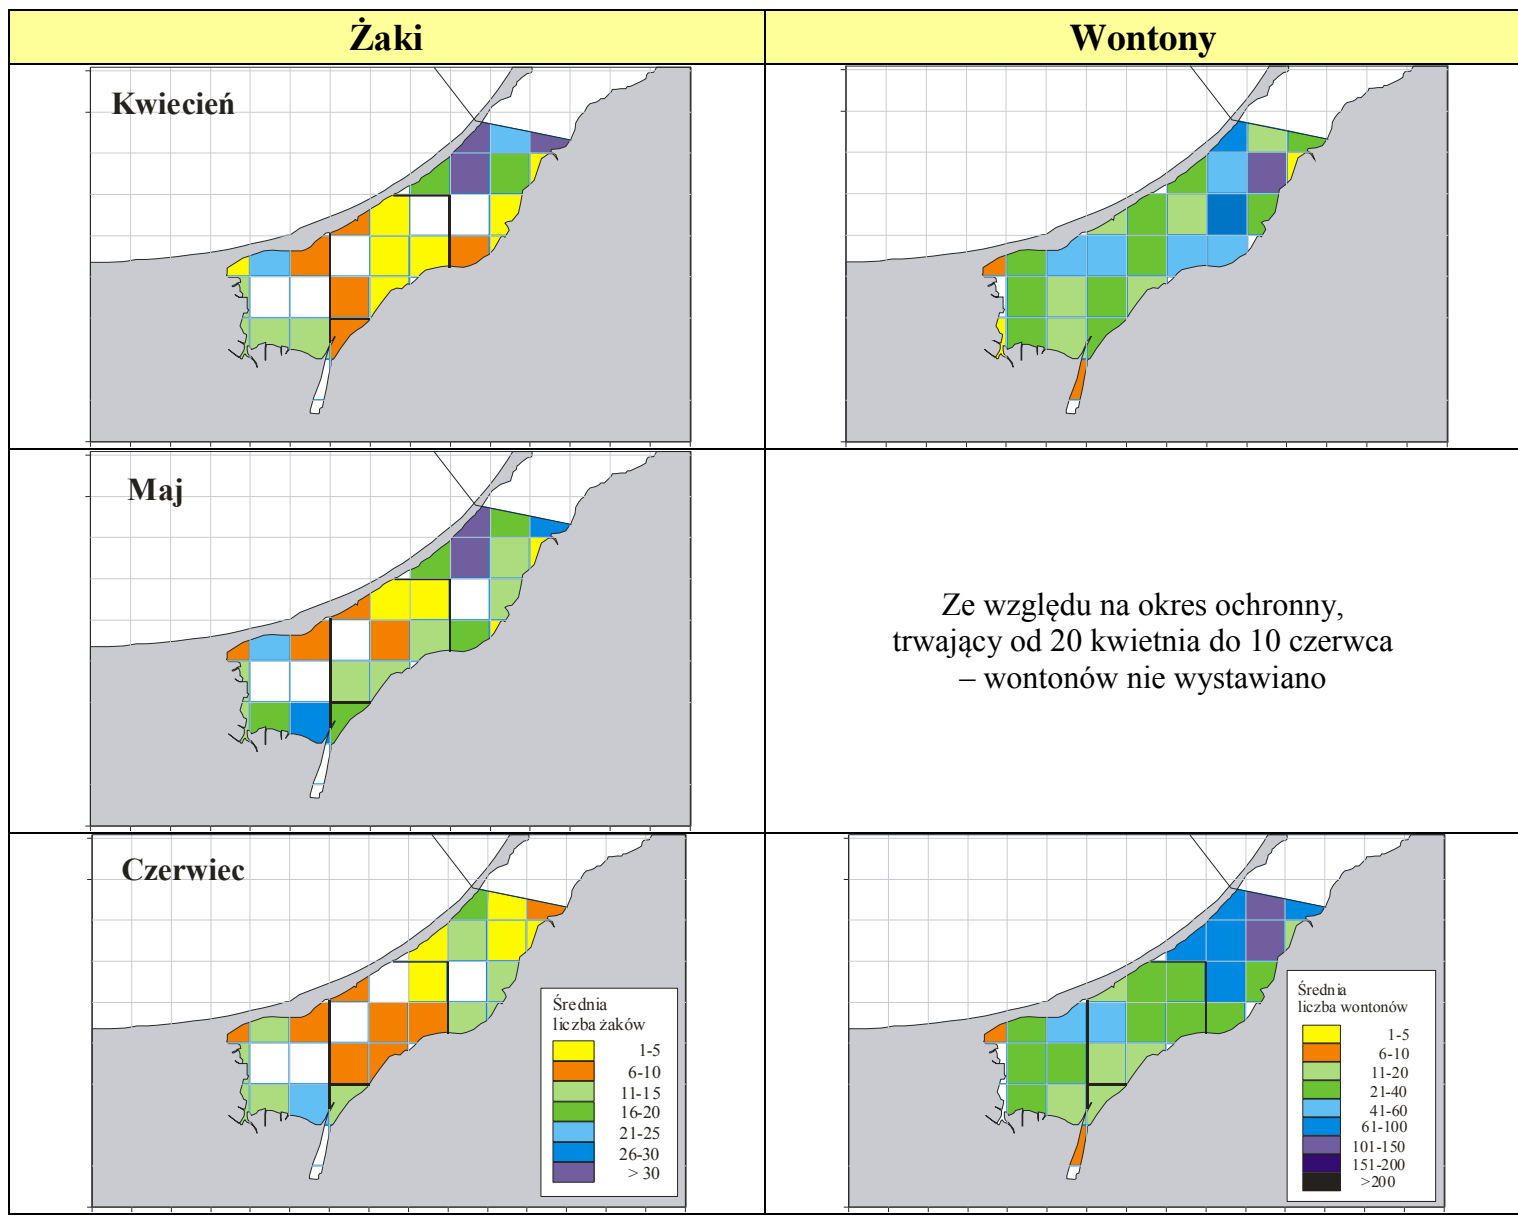 Żaki
Wontony
Kwiecień
Maj
Ze względu na okres ochronny,
trwający od 20 kwietnia do 10 czerwca
– wontonów nie wystawiano
Czerwiec
Średnia
liczba żaków
1-5
6-10
11-15
16-20
21-25
26-30
> 30
Średnia
liczba wontonów
1-5
6-10
11-20
21-40
41-60
61-100
101-150
151-200
>200